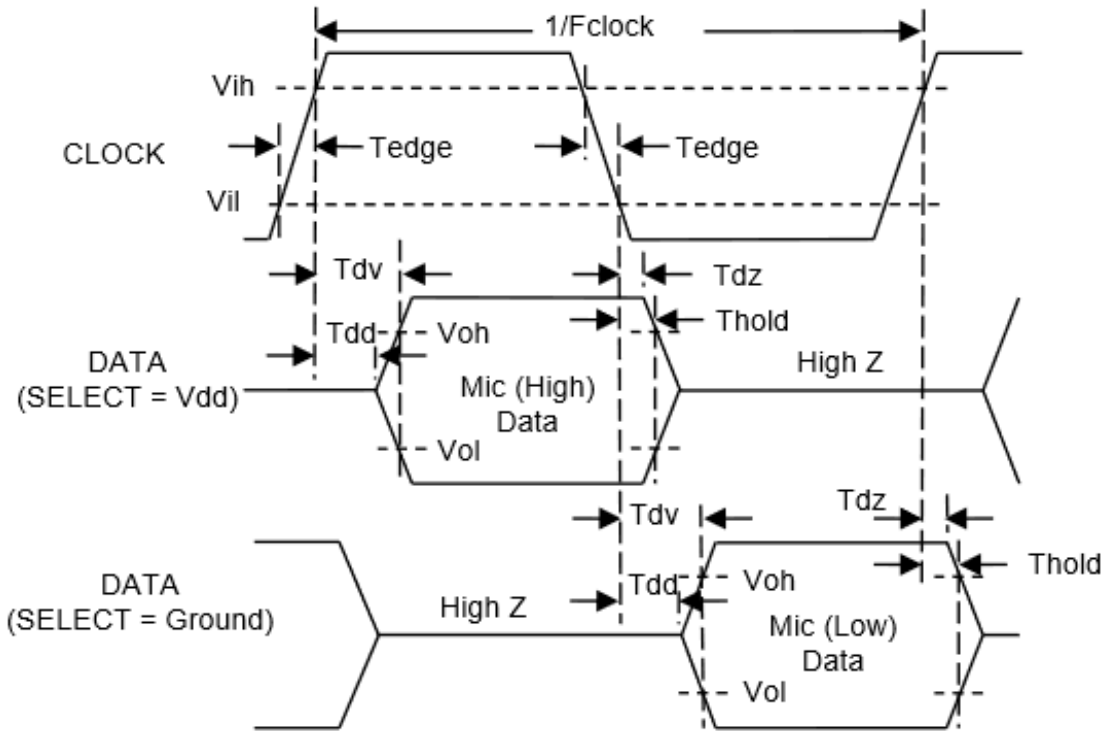 1/Fclock
Vih
CLOCK
Tedge
Tedge
Vil
Tdv
Tdz
Tdd
Voh
Thold
DATA
(SELECT = Vdd)
Mic (High)
Data
High Z
Vol
Tdv
Tdz
DATA
(SELECT = Ground)
High Z
Tdd
Voh
Thold
Mic (Low)
Data
Vol